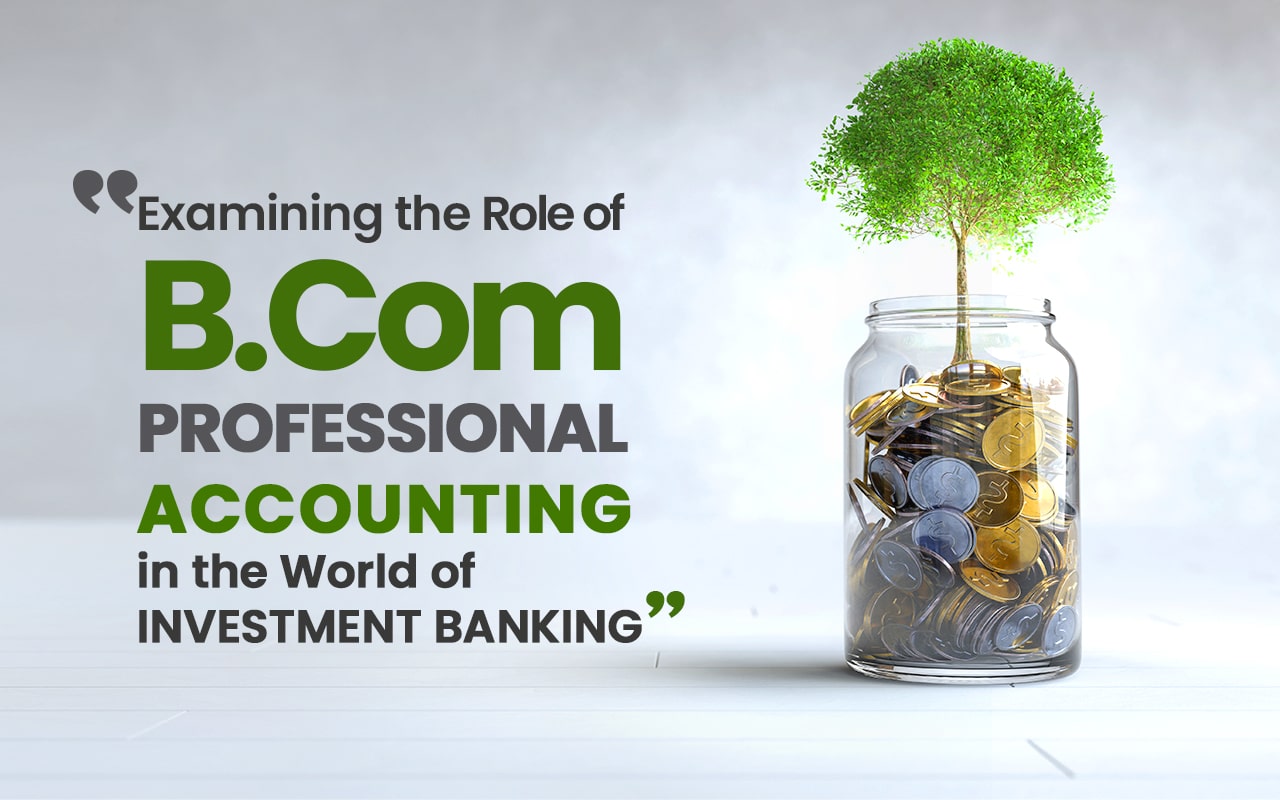 ”Examining the Role of
B.Com
PROFESSIONAL
ACCOUNTING
in the World of
INVESTMENT BANKING”